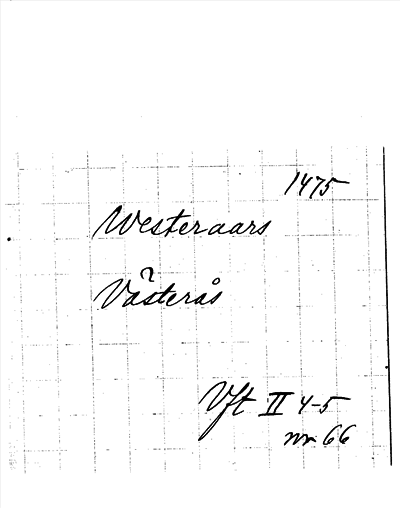 1475
Westeraars
?
Västerås
Vft II 4-5
nr 66